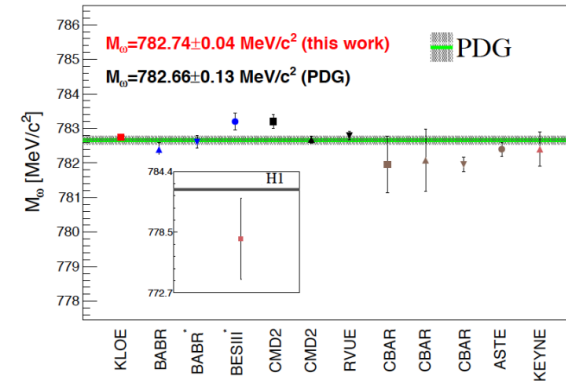 786
785
784
783
782
781
780
779
778
M_ω [MeV/c²]
M_ω=782.74±0.04 MeV/c² (this work)
M_ω=782.66±0.13 MeV/c² (PDG)
PDG
784.4
778.5
772.7
H1
KLOE
BABR
BABR*
BESIII*
CMD2
CMD2
RVUE
CBAR
CBAR
CBAR
ASTE
KEYNE